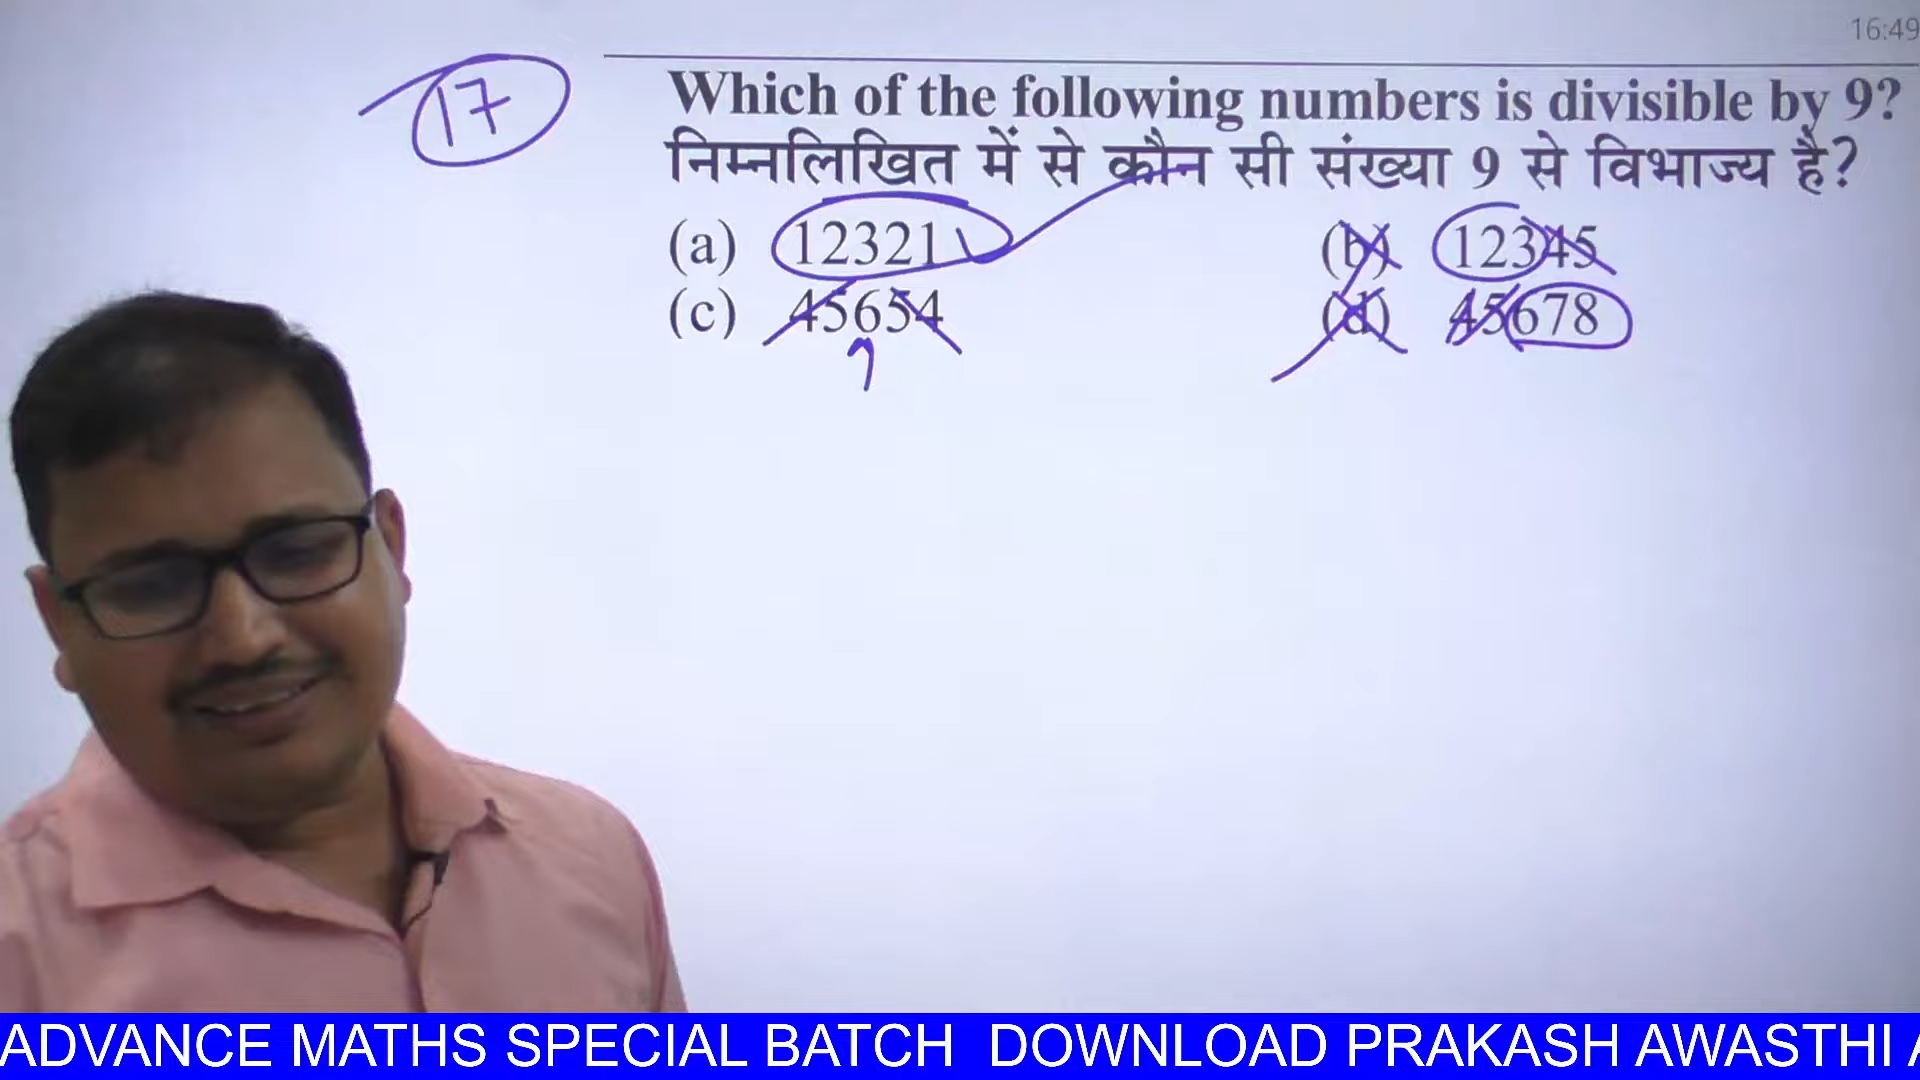 16:49
17
Which of the following numbers is divisible by 9?
निम्नलिखित में से कौन सी संख्या 9 से विभाज्य है?
(a) 12321 (b) 12345
(c) 45654 (d) 45678
ADVANCE MATHS SPECIAL BATCH DOWNLOAD PRAKASH AWASTHI